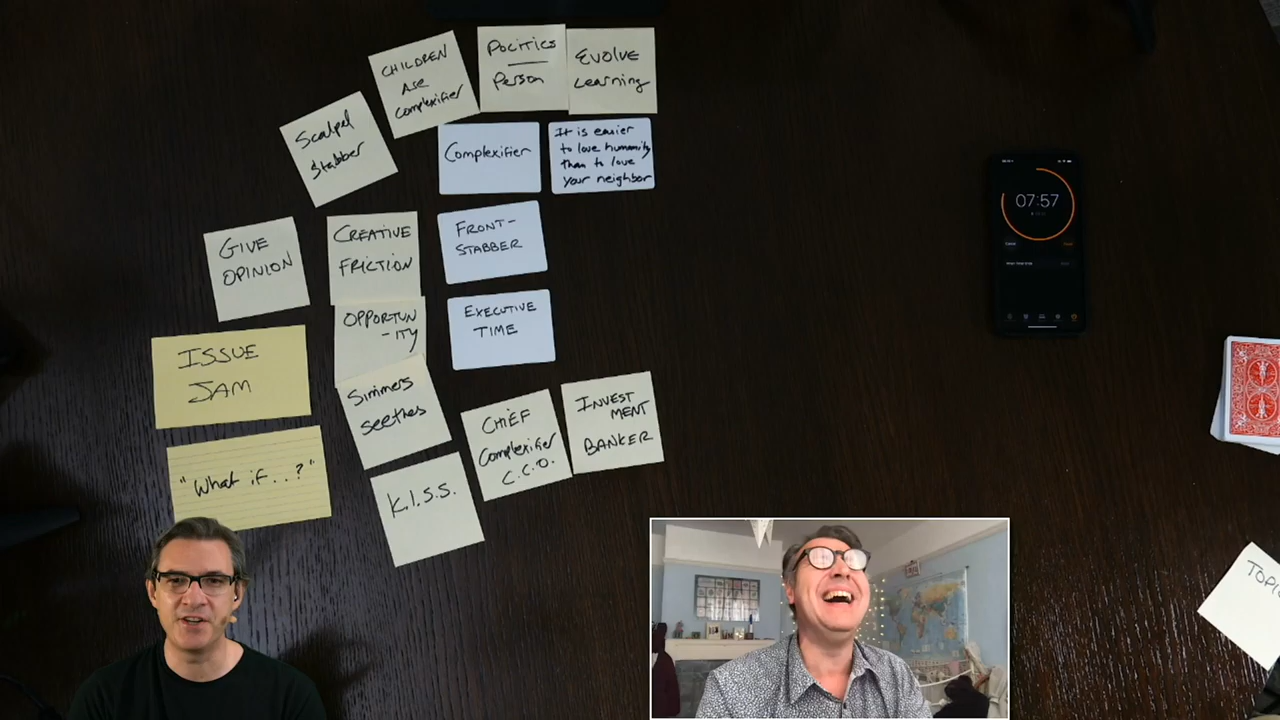 CHILDREN
Are
Complexifier
POLITICS
Person
EVOLVE
Learning
Scalpel
Stabber
Complexifier
It is easier
to love humanity
than to love
your neighbor
GIVE
OPINION
CREATIVE
FRICTION
FRONT-
STABBER
OPPORTUN
-ITY
EXECUTIVE
TIME
ISSUE
JAM
Simmers
seethes
CHIEF
Complexifier
C.C.O.
INVEST
MENT
BANKER
"What if...?"
K.I.S.S.
07:57